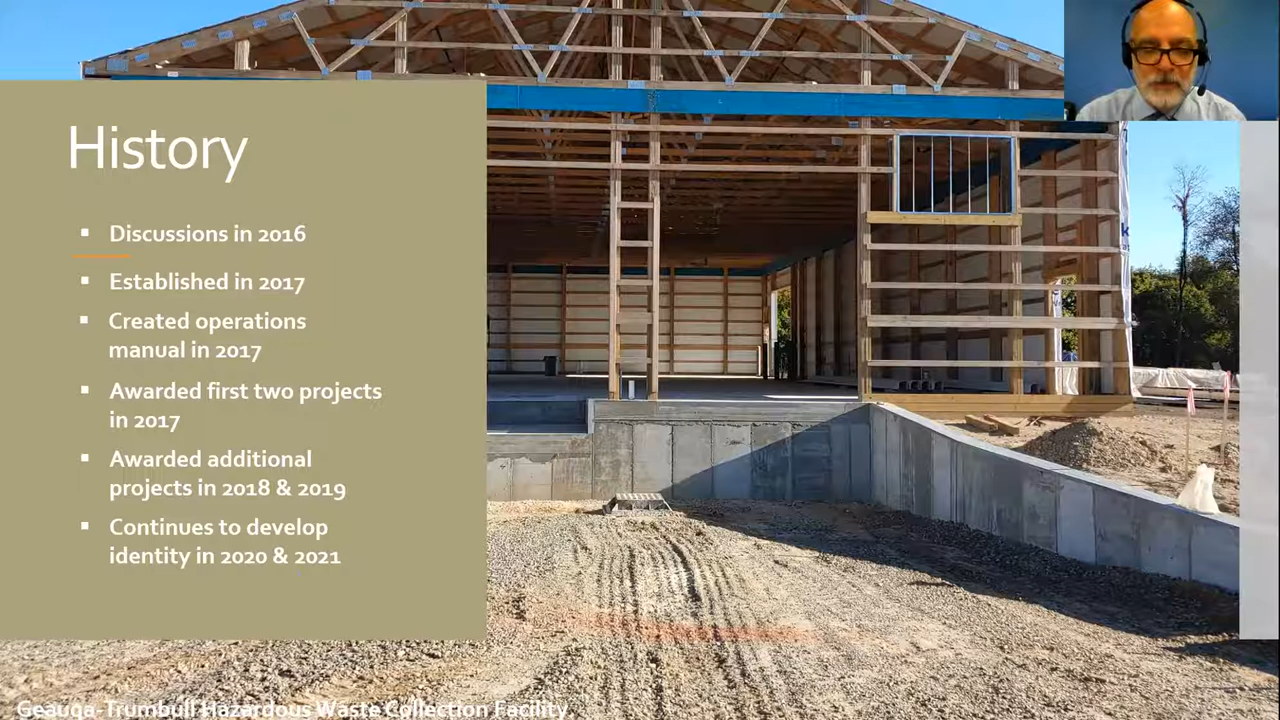 History
▪ Discussions in 2016
▪ Established in 2017
▪ Created operations
manual in 2017
▪ Awarded first two projects
in 2017
▪ Awarded additional
projects in 2018 & 2019
▪ Continues to develop
identity in 2020 & 2021
Geauga-Trumbull Hazardous Waste Collection Facility